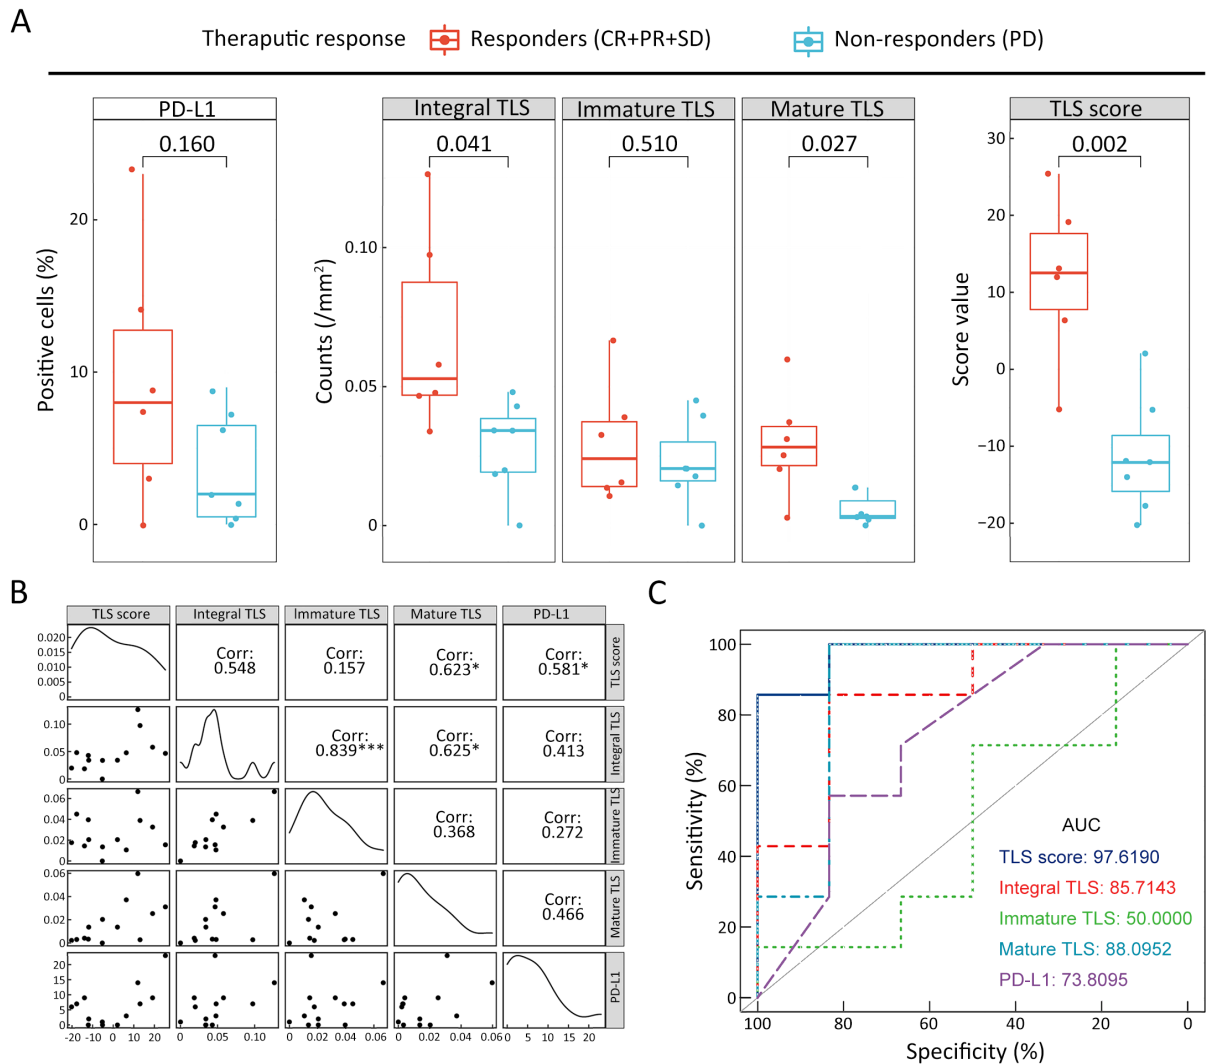 A
Theraputic response
Responders (CR+PR+SD)
Non-responders (PD)
PD-L1
Integral TLS
Immature TLS
Mature TLS
TLS score
0.160
0.041
0.510
0.027
0.002
Positive cells (%)
20
10
0
Counts (/mm²)
0.10
0.05
0
Score value
30
20
10
0
−10
−20
B
TLS score
Integral TLS
Immature TLS
Mature TLS
PD-L1
0.020
0.015
0.010
0.005
0
Corr:
0.548
Corr:
0.157
Corr:
0.623*
Corr:
0.581*
TLS score
0.10
0.05
0
Corr:
0.839***
Corr:
0.625*
Corr:
0.413
Integral TLS
0.06
0.04
0.02
0
Corr:
0.368
Corr:
0.272
Immature TLS
0.06
0.04
0.02
0
Corr:
0.466
Mature TLS
20
15
10
5
0
PD-L1
-20
-10
0
10
20
0
0.05
0.10
0
0.02
0.04
0.06
0
0.02
0.04
0.06
0
5
10
15
20
C
Sensitivity (%)
100
80
60
40
20
0
AUC
TLS score: 97.6190
Integral TLS: 85.7143
Immature TLS: 50.0000
Mature TLS: 88.0952
PD-L1: 73.8095
100
80
60
40
20
0
Specificity (%)